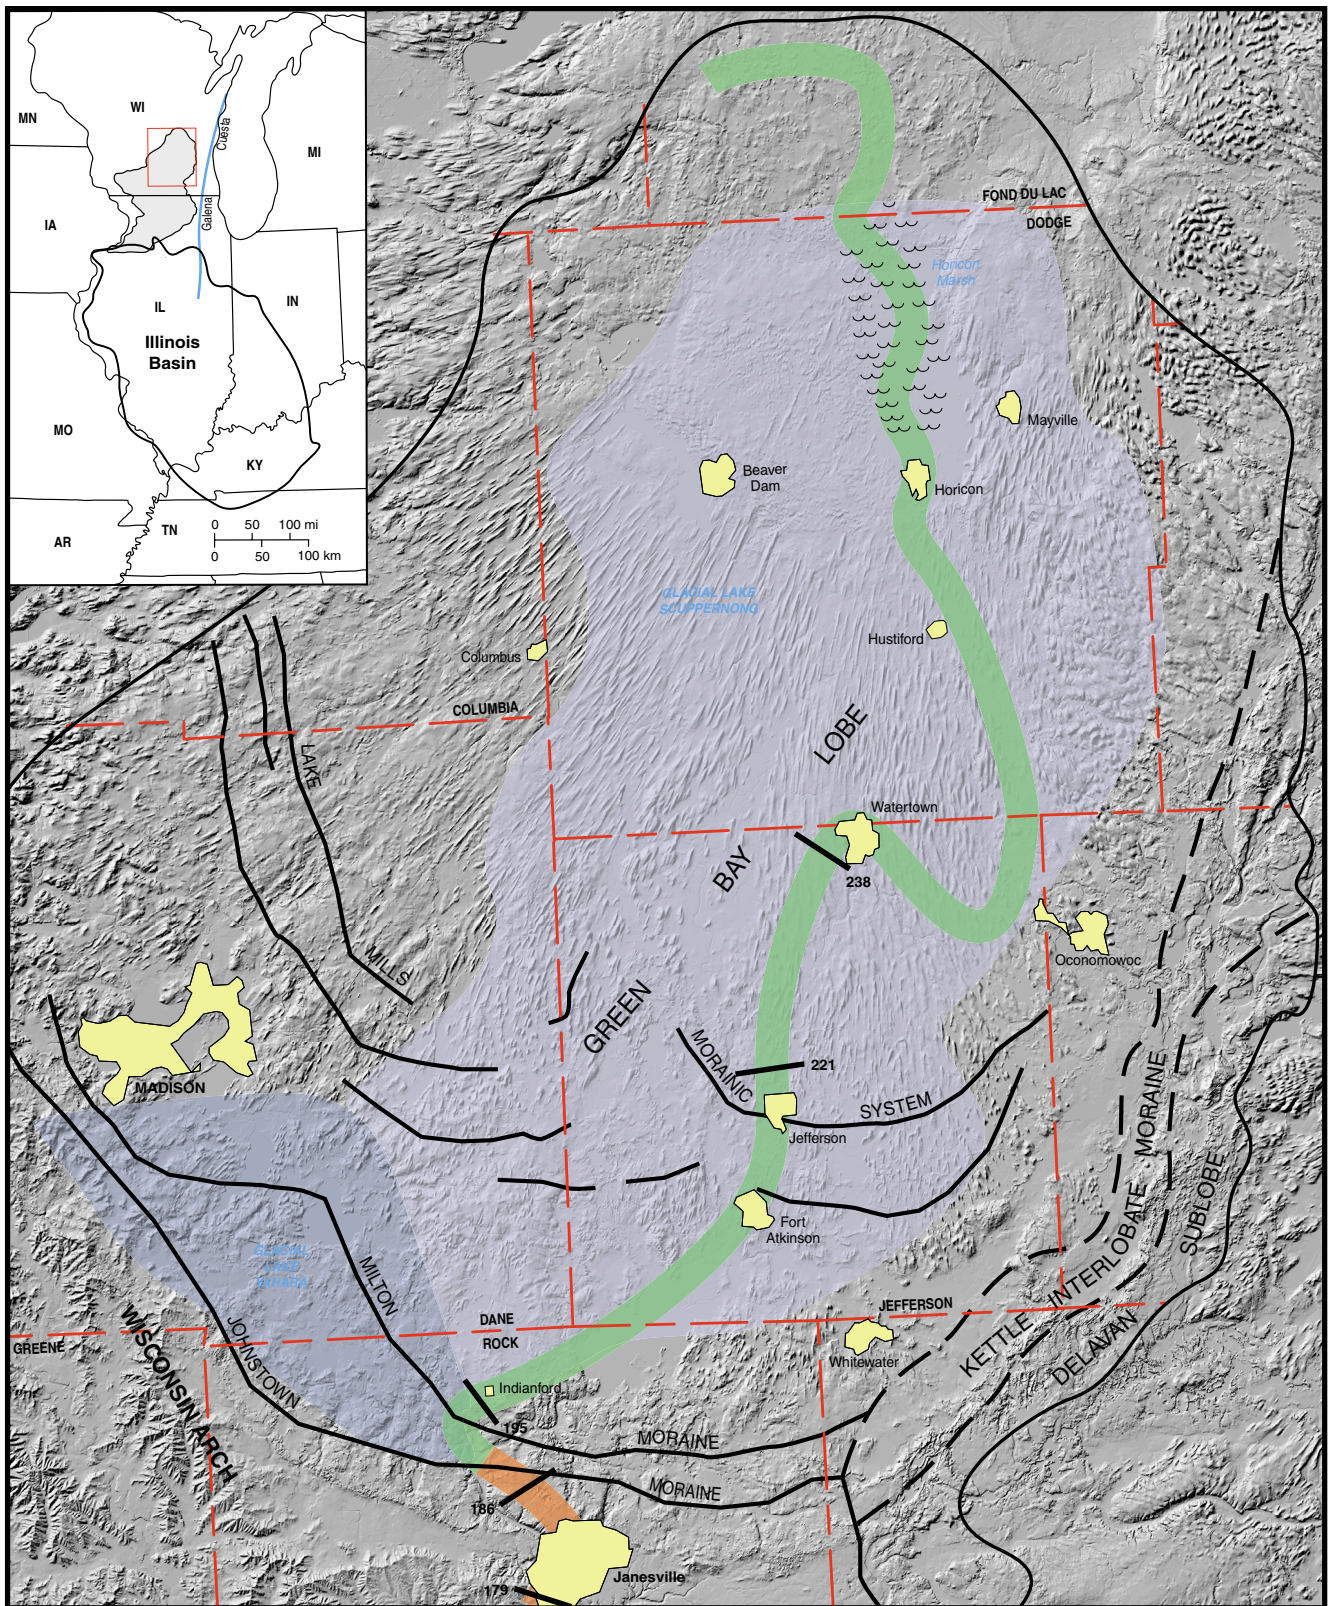 WI
MN
Cuesta
MI
Galena
IA
IL
IN
Illinois
Basin
MO
KY
TN
AR
0 50 100 mi
0 50 100 km
FOND DU LAC
DODGE
Horicon
Marsh
Mayville
Beaver
Dam
Horicon
GLACIAL LAKE
SCUPPERNONG
Hustiford
Columbus
COLUMBIA
LAKE
LOBE
Watertown
BAY
238
MILLS
Oconomowoc
GREEN
MADISON
MORAINIC
221
SYSTEM
Jefferson
MORAINE
Fort
Atkinson
SUBLOBE
GLACIAL
LAKE
YAHARA
MILTON
INTERLOBATE
DANE
JEFFERSON
ROCK
GREENE
WISCONSIN ARCH
JOHNSTOWN
Whitewater
KETTLE
DELAVAN
Indianford
195
MORAINE
MORAINE
186
Janesville
179